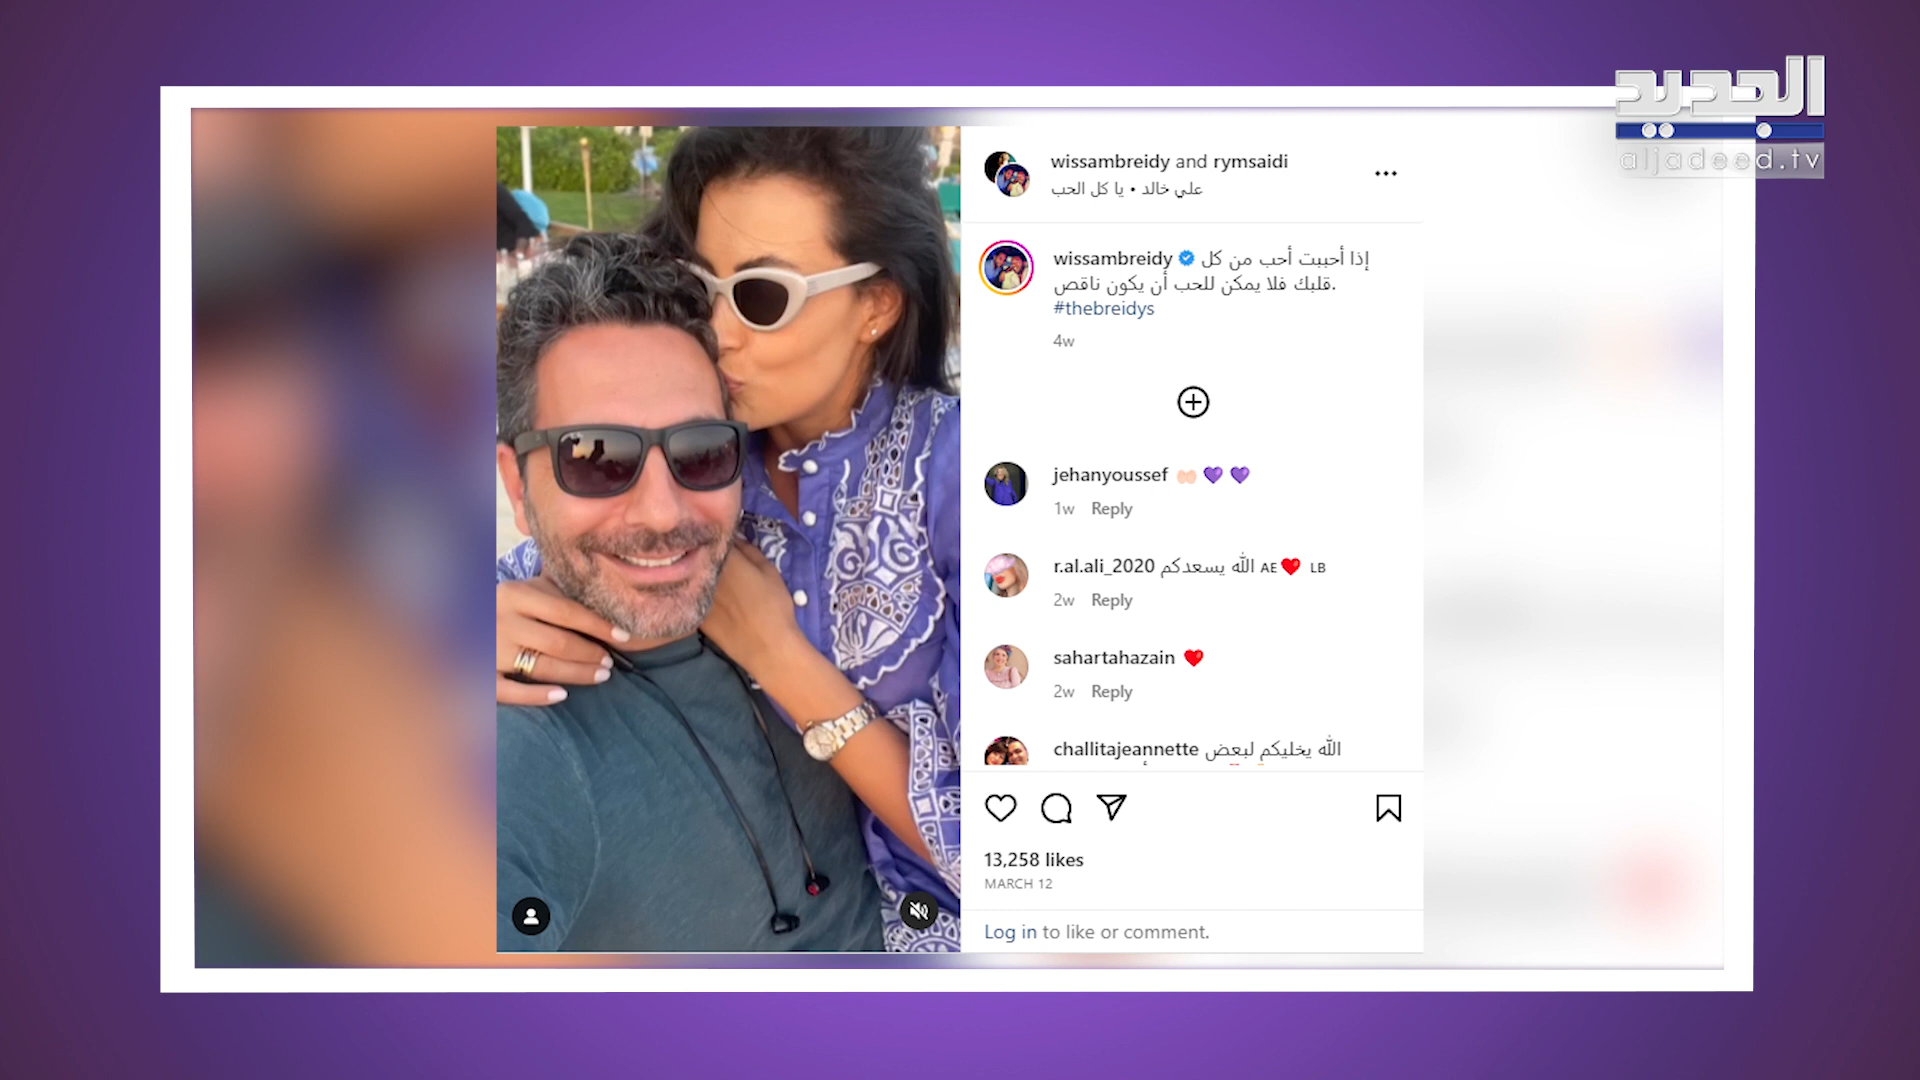 الجديد
aljadeed.tv
wissambreidy and rymsaidi
علي خالد • يا كل الحب
wissambreidy إذا أحببت أحب من كل
قلبك فلا يمكن للحب أن يكون ناقص.
#thebreidys
4w
jehanyoussef
1w Reply
r.al.ali_2020 الله يسعدكم AE LB
2w Reply
sahartahazain
2w Reply
challitajeannette الله يخليكم لبعض
13,258 likes
MARCH 12
Log in to like or comment.